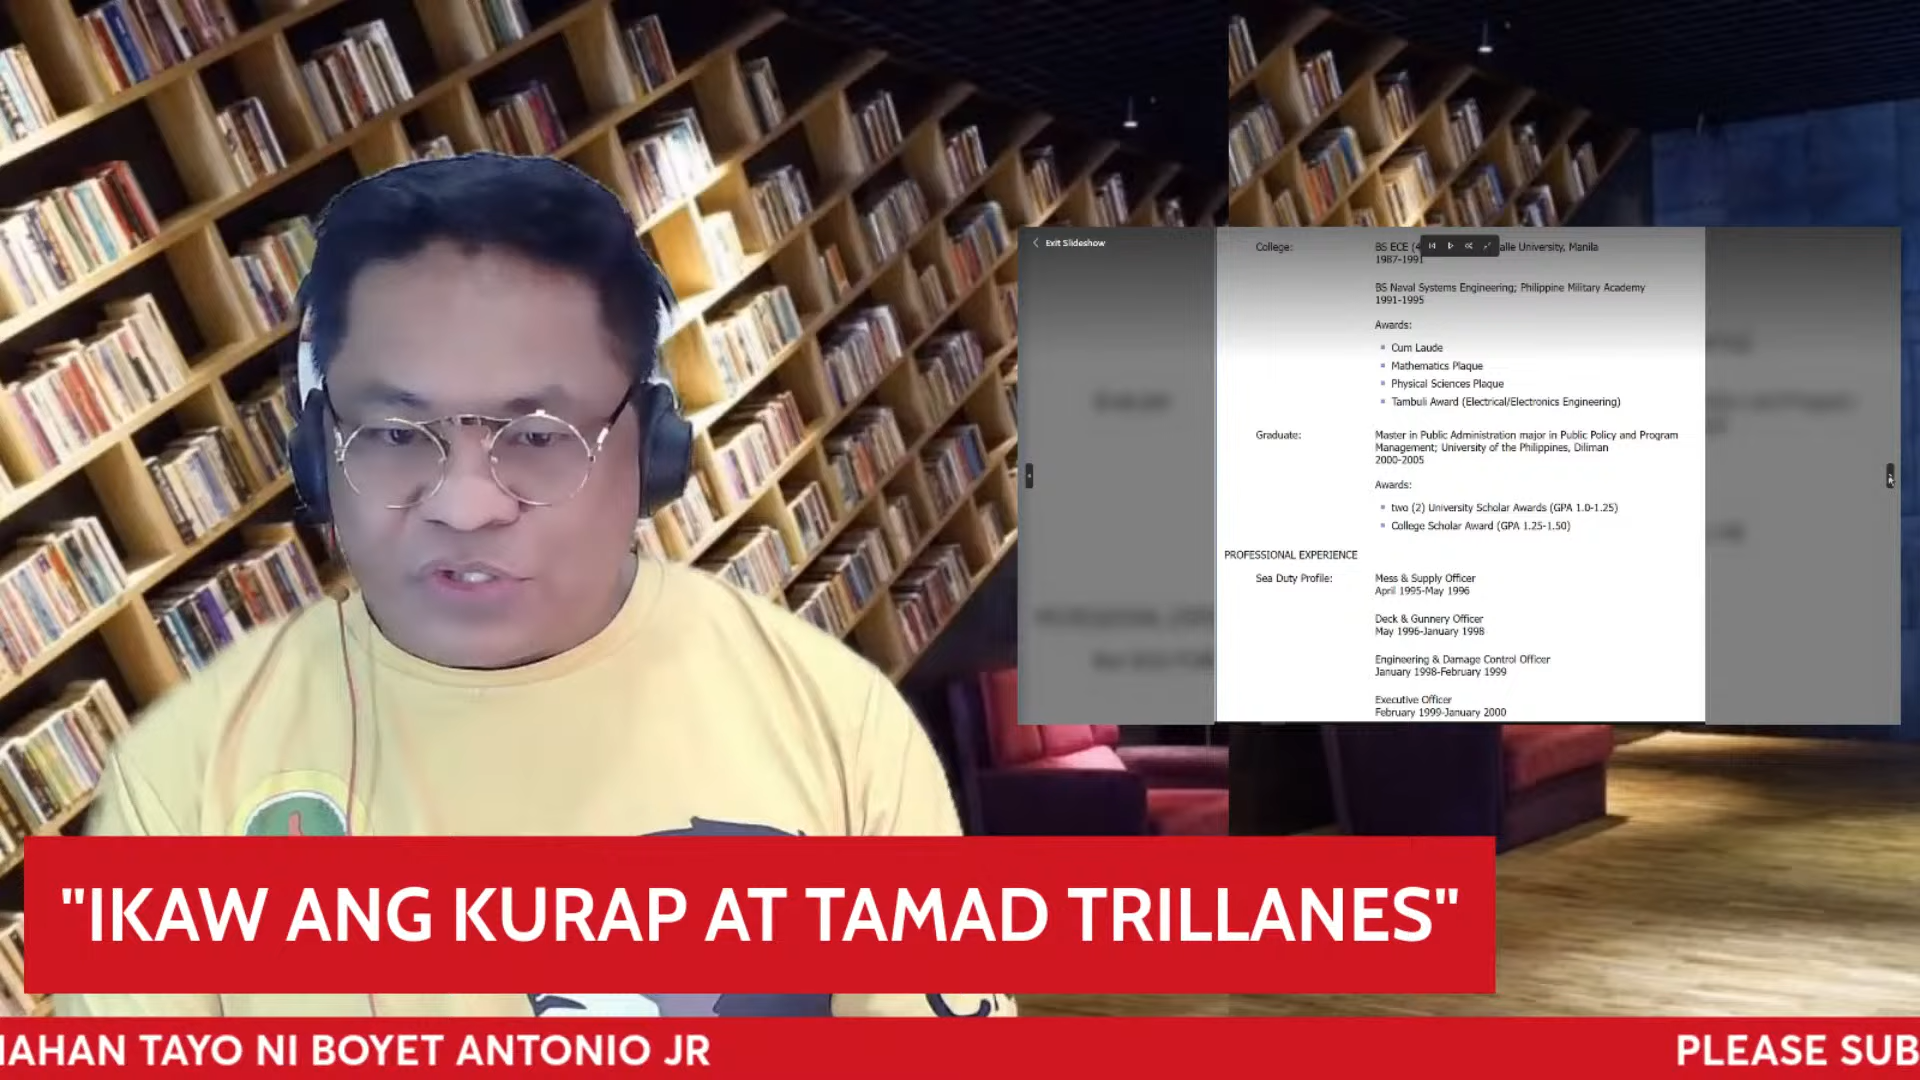 Exit Slideshow
College:
BS ECE (4
alle University, Manila
1987-1991
BS Naval Systems Engineering; Philippine Military Academy
1991-1995
Awards:
Cum Laude
Mathematics Plaque
Physical Sciences Plaque
Tambuli Award (Electrical/Electronics Engineering)
Graduate:
Master in Public Administration major in Public Policy and Program
Management; University of the Philippines, Diliman
2000-2005
Awards:
two (2) University Scholar Awards (GPA 1.0-1.25)
College Scholar Award (GPA 1.25-1.50)
PROFESSIONAL EXPERIENCE
Sea Duty Profile:
Mess & Supply Officer
April 1995-May 1996
Deck & Gunnery Officer
May 1996-January 1998
Engineering & Damage Control Officer
January 1998-February 1999
Executive Officer
February 1999-January 2000
"IKAW ANG KURAP AT TAMAD TRILLANES"
AHAN TAYO NI BOYET ANTONIO JR
PLEASE SUB